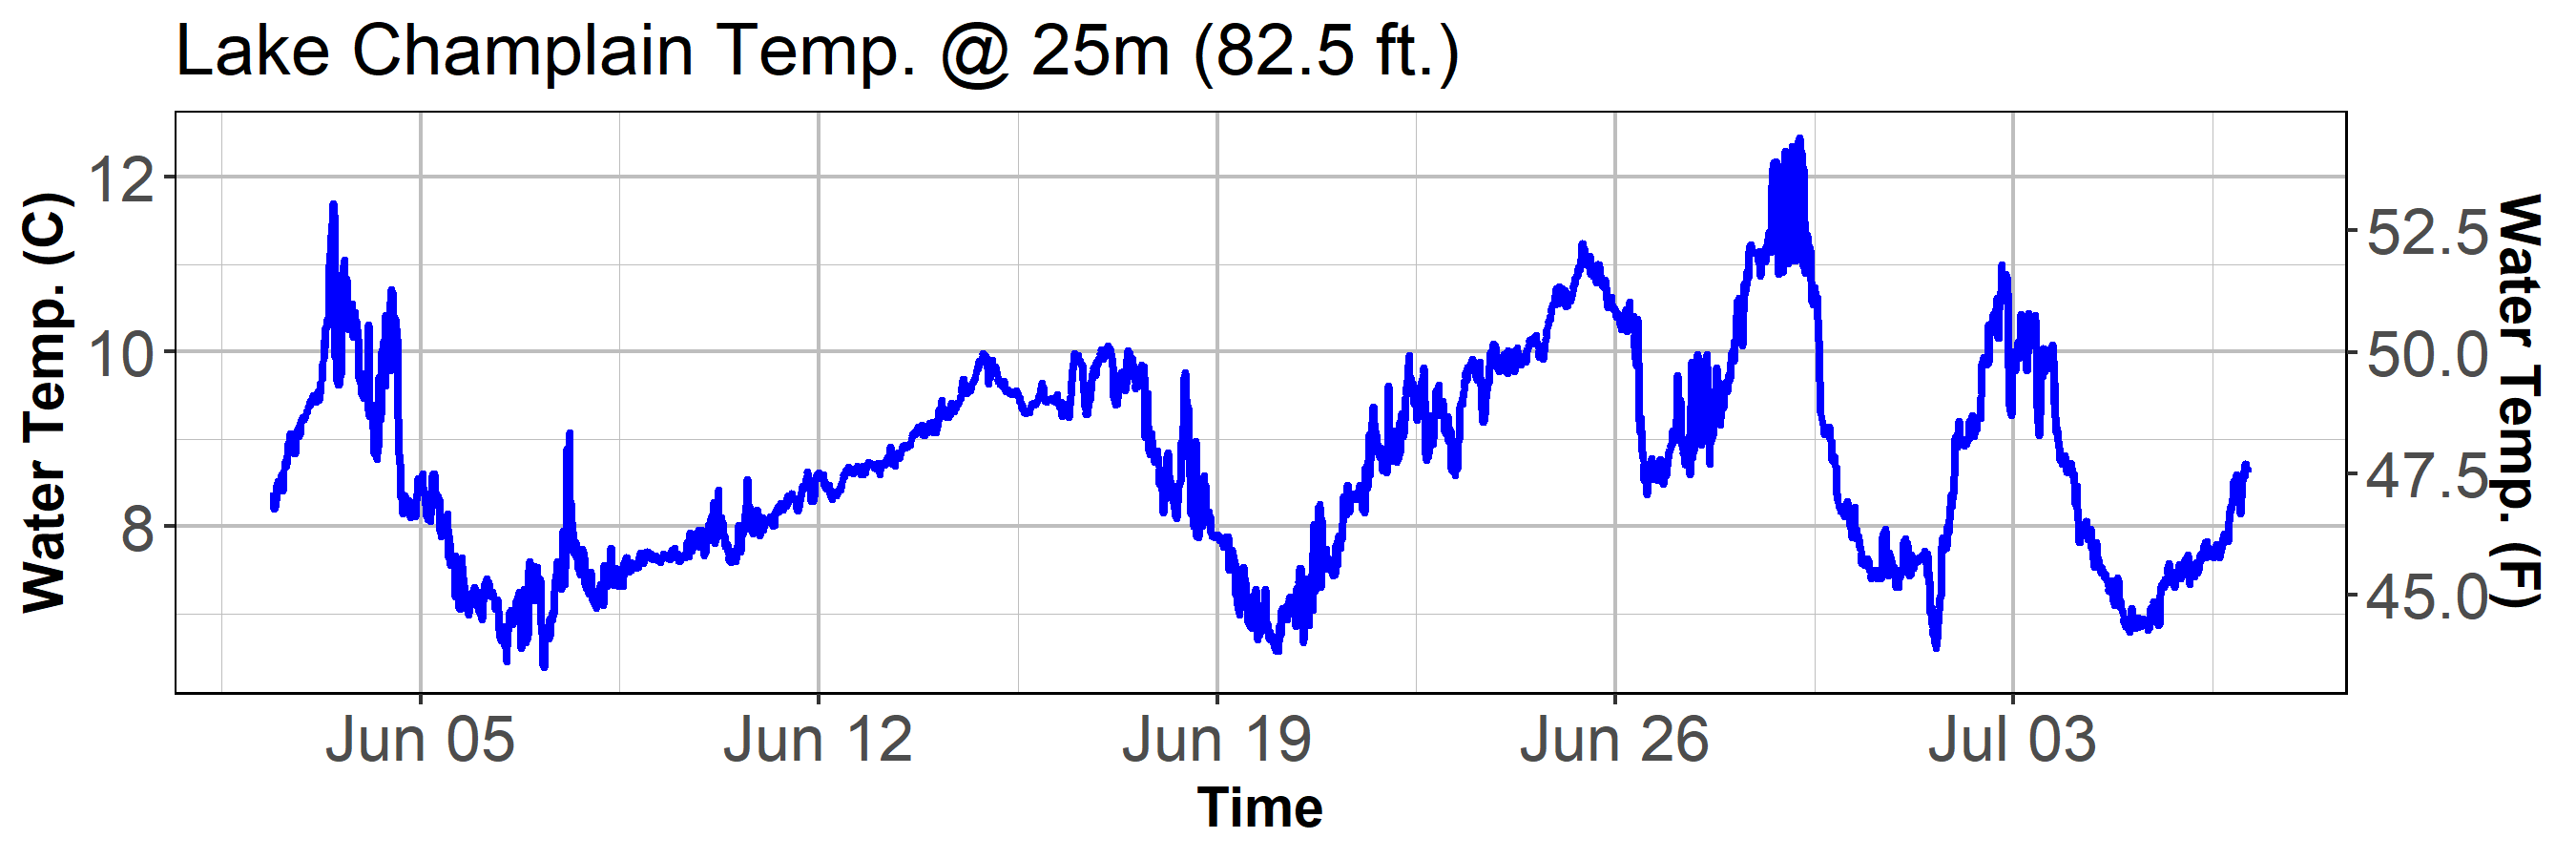 Lake Champlain Temp. @ 25m (82.5 ft.)
Water Temp. (C)
12
10
8
52.5
50.0
47.5
45.0
Water Temp. (F)
Jun 05 Jun 12 Jun 19 Jun 26 Jul 03
Time